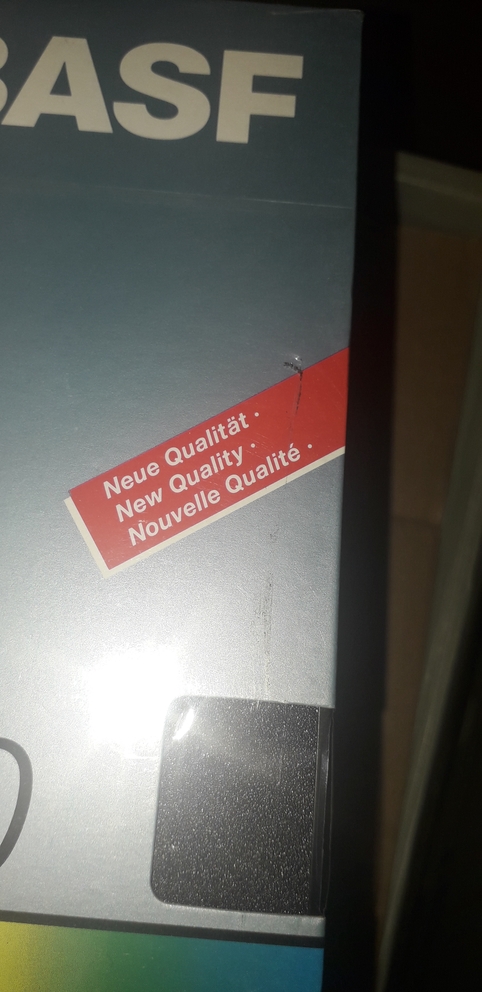 BASF
Neue Qualität ·
New Quality ·
Nouvelle Qualité ·